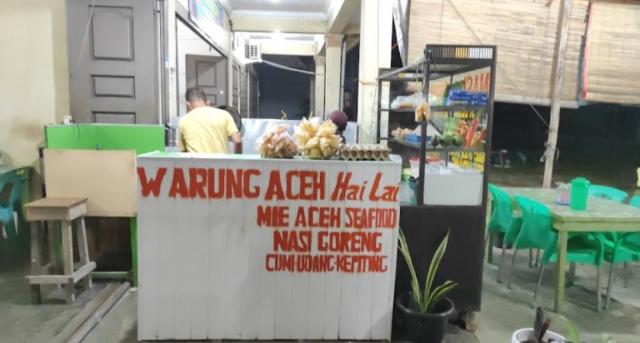 WARUNG ACEH Hai Lai
MIE ACEH SEAFOOD
NASI GORENG
CUMI-UDANG-KEPITING